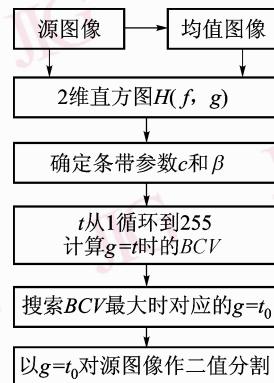 源图像
均值图像
2维直方图H(f，g)
确定条带参数c和β
t从1循环到255
计算g=t时的BCV
搜索BCV最大时对应的g=t₀
以g=t₀对源图像作二值分割